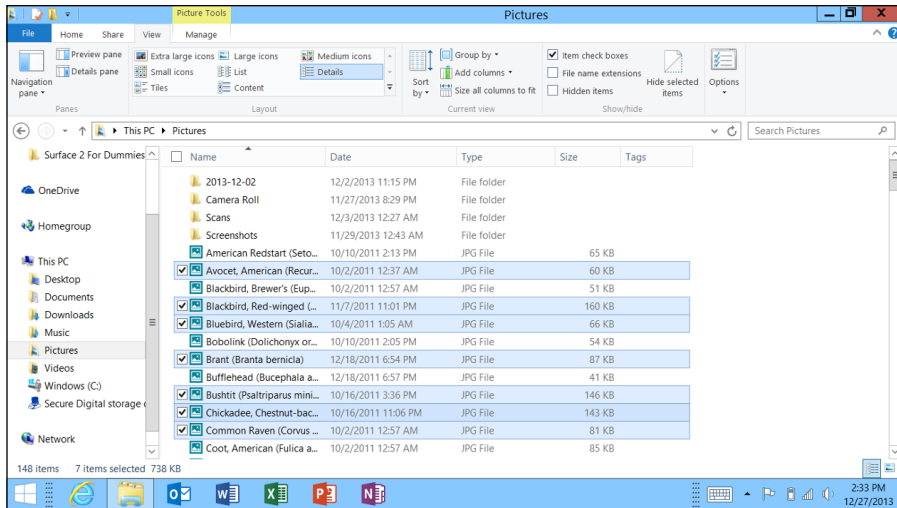 Picture Tools
Pictures
File Home Share View Manage
Navigation pane
Preview pane
Details pane
Panes
Extra large icons Large icons Medium icons
Small icons List Details
Tiles Content
Layout
Sort by
Group by
Add columns
Size all columns to fit
Current view
Item check boxes
File name extensions
Hidden items
Hide selected items
Show/hide
Options
This PC Pictures
Search Pictures
Surface 2 For Dummies
OneDrive
Homegroup
This PC
Desktop
Documents
Downloads
Music
Pictures
Videos
Windows (C:)
Secure Digital storage
Network
Name Date Type Size Tags
2013-12-02 12/2/2013 11:15 PM File folder
Camera Roll 11/27/2013 8:29 PM File folder
Scans 12/3/2013 12:27 AM File folder
Screenshots 11/29/2013 12:43 AM File folder
American Redstart (Seto... 10/10/2011 2:13 PM JPG File 65 KB
Avocet, American (Recur... 10/2/2011 12:37 AM JPG File 60 KB
Blackbird, Brewer's (Eup... 10/2/2011 12:57 AM JPG File 51 KB
Blackbird, Red-winged (... 11/7/2011 11:01 PM JPG File 160 KB
Bluebird, Western (Sialia... 10/4/2011 1:05 AM JPG File 66 KB
Bobolink (Dolichonyx or... 10/10/2011 2:05 PM JPG File 54 KB
Brant (Branta bernicla) 12/18/2011 6:54 PM JPG File 87 KB
Bufflehead (Bucephala a... 12/18/2011 6:57 PM JPG File 41 KB
Bushtit (Psaltriparus mini... 10/16/2011 3:36 PM JPG File 146 KB
Chickadee, Chestnut-bac... 10/16/2011 11:06 PM JPG File 143 KB
Common Raven (Corvus ... 10/2/2011 12:57 AM JPG File 81 KB
Coot, American (Fulica a... 10/2/2011 12:57 AM JPG File 85 KB
148 items 7 items selected 738 KB
2:33 PM
12/27/2013